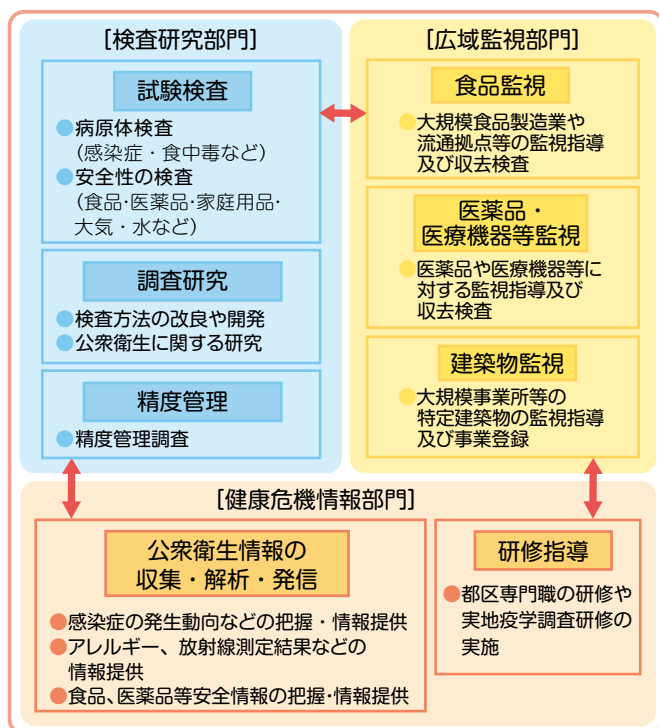 [検査研究部門]
試験検査
●病原体検査
(感染症・食中毒など)
●安全性の検査
(食品・医薬品・家庭用品・
大気・水など)
調査研究
●検査方法の改良や開発
●公衆衛生に関する研究
精度管理
●精度管理調査
[広域監視部門]
食品監視
●大規模食品製造業や
流通拠点等の監視指導
及び収去検査
医薬品・
医療機器等監視
●医薬品や医療機器等に
対する監視指導及び
収去検査
建築物監視
●大規模事業所等の
特定建築物の監視指導
及び事業登録
[健康危機情報部門]
公衆衛生情報の
収集・解析・発信
●感染症の発生動向などの把握・情報提供
●アレルギー、放射線測定結果などの
情報提供
●食品、医薬品等安全情報の把握・情報提供
研修指導
●都区専門職の研修や
実地疫学調査研修の
実施